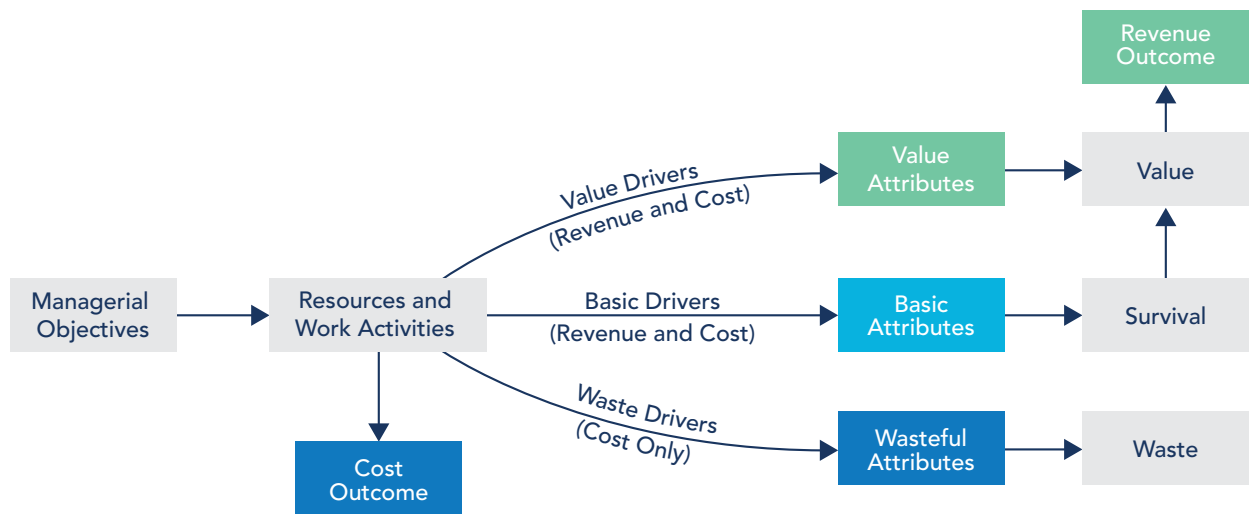 Revenue
Outcome
Value Drivers
(Revenue and Cost)
Value
Attributes
Value
Managerial
Objectives
Resources and
Work Activities
Basic Drivers
(Revenue and Cost)
Basic
Attributes
Survival
Waste Drivers
(Cost Only)
Wasteful
Attributes
Waste
Cost
Outcome